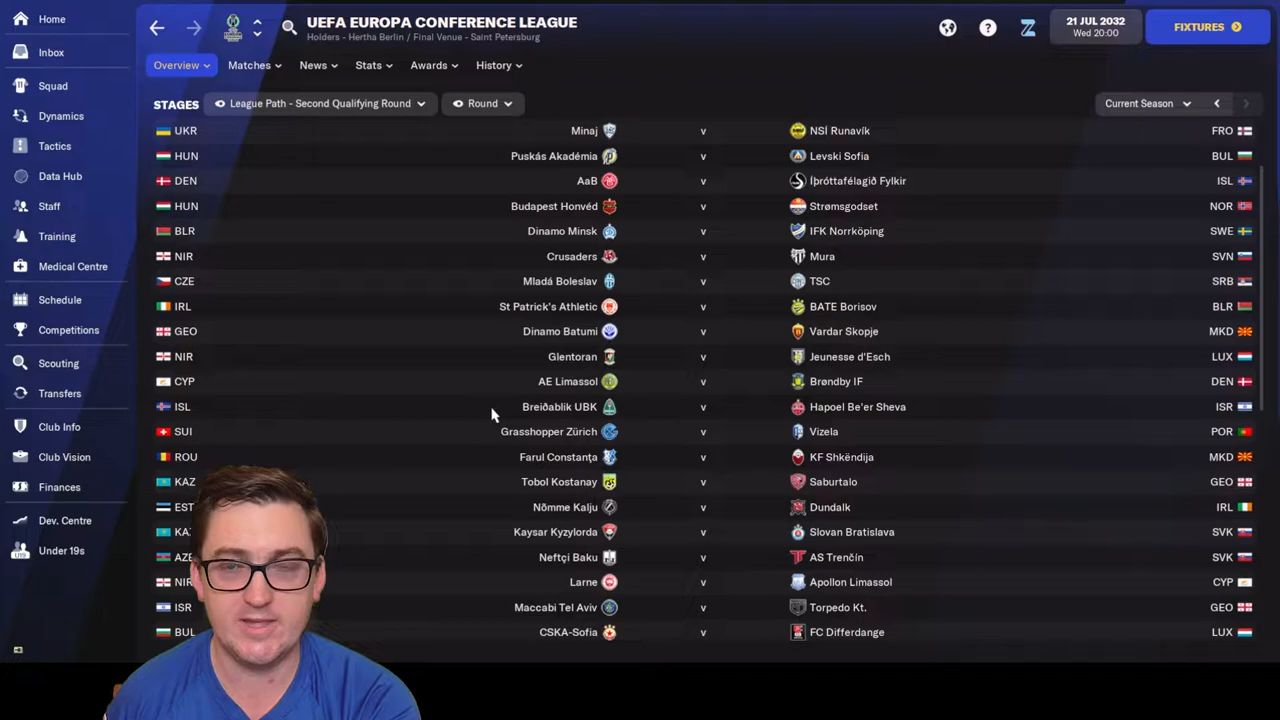 Home
Inbox
Squad
Dynamics
Tactics
Data Hub
Staff
Training
Medical Centre
Schedule
Competitions
Scouting
Transfers
Club Info
Club Vision
Finances
Dev. Centre
Under 19s
UEFA EUROPA CONFERENCE LEAGUE
Holders - Hertha Berlin / Final Venue - Saint Petersburg
21 JUL 2032
Wed 20:00
FIXTURES
Overview Matches News Stats Awards History
STAGES League Path - Second Qualifying Round Round Current Season
UKR Minaj v NSÍ Runavík FRO
HUN Puskás Akadémia v Levski Sofia BUL
DEN AaB v Íþróttafélagið Fylkir ISL
HUN Budapest Honvéd v Strømsgodset NOR
BLR Dinamo Minsk v IFK Norrköping SWE
NIR Crusaders v Mura SVN
CZE Mladá Boleslav v TSC SRB
IRL St Patrick's Athletic v BATE Borisov BLR
GEO Dinamo Batumi v Vardar Skopje MKD
NIR Glentoran v Jeunesse d'Esch LUX
CYP AE Limassol v Brøndby IF DEN
ISL Breiðablik UBK v Hapoel Be'er Sheva ISR
SUI Grasshopper Zürich v Vizela POR
ROU Farul Constanța v KF Shkëndija MKD
KAZ Tobol Kostanay v Saburtalo GEO
EST Nõmme Kalju v Dundalk IRL
KAZ Kaysar Kyzylorda v Slovan Bratislava SVK
AZE Neftçi Baku v AS Trenčín SVK
NIR Larne v Apollon Limassol CYP
ISR Maccabi Tel Aviv v Torpedo Kt. GEO
BUL CSKA-Sofia v FC Differdange LUX